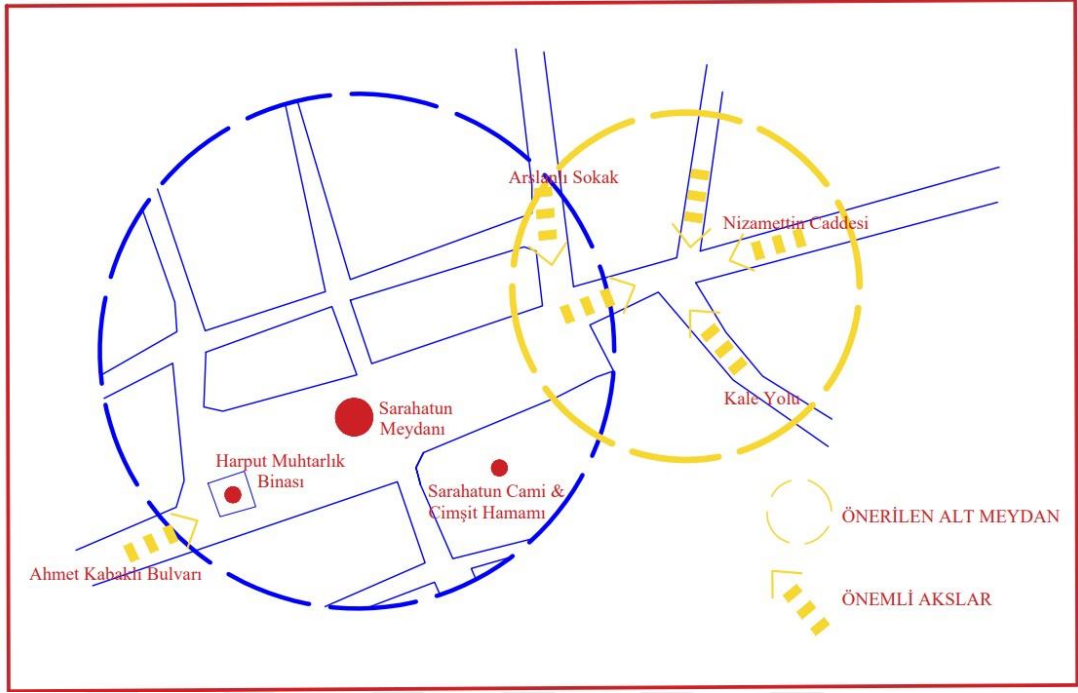 Arslanlı Sokak
Nizamettin Caddesi
Kale Yolu
Sarahatun
Meydanı
Harput Muhtarlık
Binası
Sarahatun Cami &
Cimşit Hamamı
Ahmet Kabaklı Bulvarı
ÖNERİLEN ALT MEYDAN
ÖNEMLİ AKSLAR